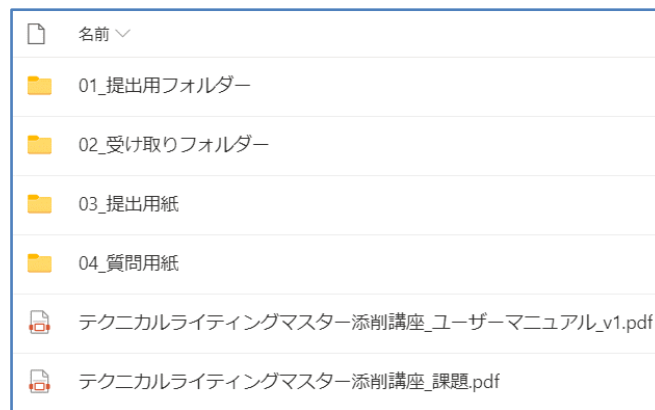 名前
01_提出用フォルダー
02_受け取りフォルダー
03_提出用紙
04_質問用紙
テクニカルライティングマスター添削講座_ユーザーマニュアル_v1.pdf
テクニカルライティングマスター添削講座_課題.pdf